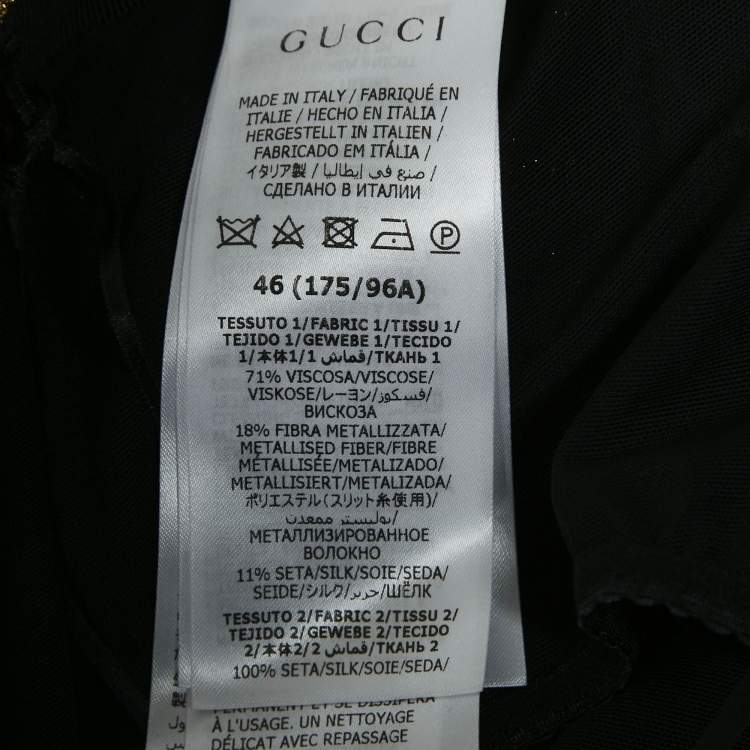 GUCCI
MADE IN ITALY / FABRIQUÉ EN
ITALIE / HECHO EN ITALIA /
HERGESTELLT IN ITALIEN /
FABRICADO EM ITÁLIA /
イタリア製 / صنع في إيطاليا /
СДЕЛАНО В ИТАЛИИ
P
46 (175/96A)
TESSUTO 1/FABRIC 1/TISSU 1/
TEJIDO 1/GEWEBE 1/TECIDO
1/本体1/1 قماش/ТКАНЬ 1
71% VISCOSA/VISCOSE/
VISKOSE/レーヨン/فسكوز/
ВИСКОЗА
18% FIBRA METALLIZZATA/
METALLISED FIBER/FIBRE
MÉTALLISÉE/METALIZADO/
METALLISIERT/METALIZADA/
ポリエステル(スリット糸使用)/
بوليستر ممعدن/
МЕТАЛЛИЗИРОВАННОЕ
ВОЛОКНО
11% SETA/SILK/SOIE/SEDA/
SEIDE/シルク/حرير/ШЁЛК
TESSUTO 2/FABRIC 2/TISSU 2/
TEJIDO 2/GEWEBE 2/TECIDO
2/本体2/2 قماش/ТКАНЬ 2
100% SETA/SILK/SOIE/SEDA/
PERMANENT ET SE DISSIPERA
À L'USAGE. UN NETTOYAGE
DÉLICAT AVEC REPASSAGE